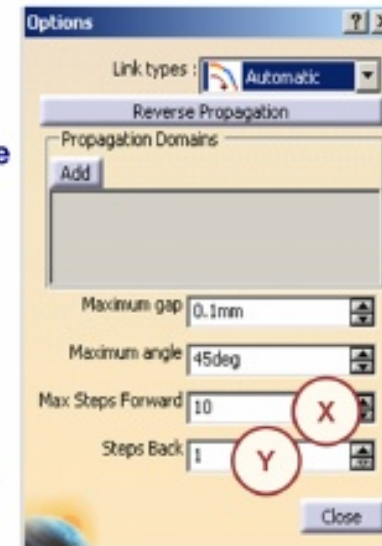 Options
Link types : Automatic
Reverse Propagation
Propagation Domains
e
Add
Maximum gap 0.1mm
Maximum angle 45deg
Max Steps Forward 10 X
Steps Back 1 Y
Close